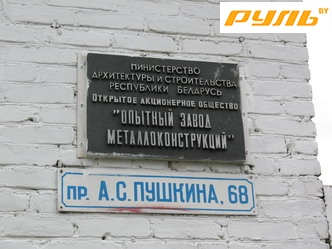 РУЛЬ BY
МИНИСТЕРСТВО
АРХИТЕКТУРЫ И СТРОИТЕЛЬСТВА
РЕСПУБЛИКИ БЕЛАРУСЬ
ОТКРЫТОЕ АКЦИОНЕРНОЕ ОБЩЕСТВО
"ОПЫТНЫЙ ЗАВОД
МЕТАЛЛОКОНСТРУКЦИЙ"
ПР. А.С. ПУШКИНА, 68